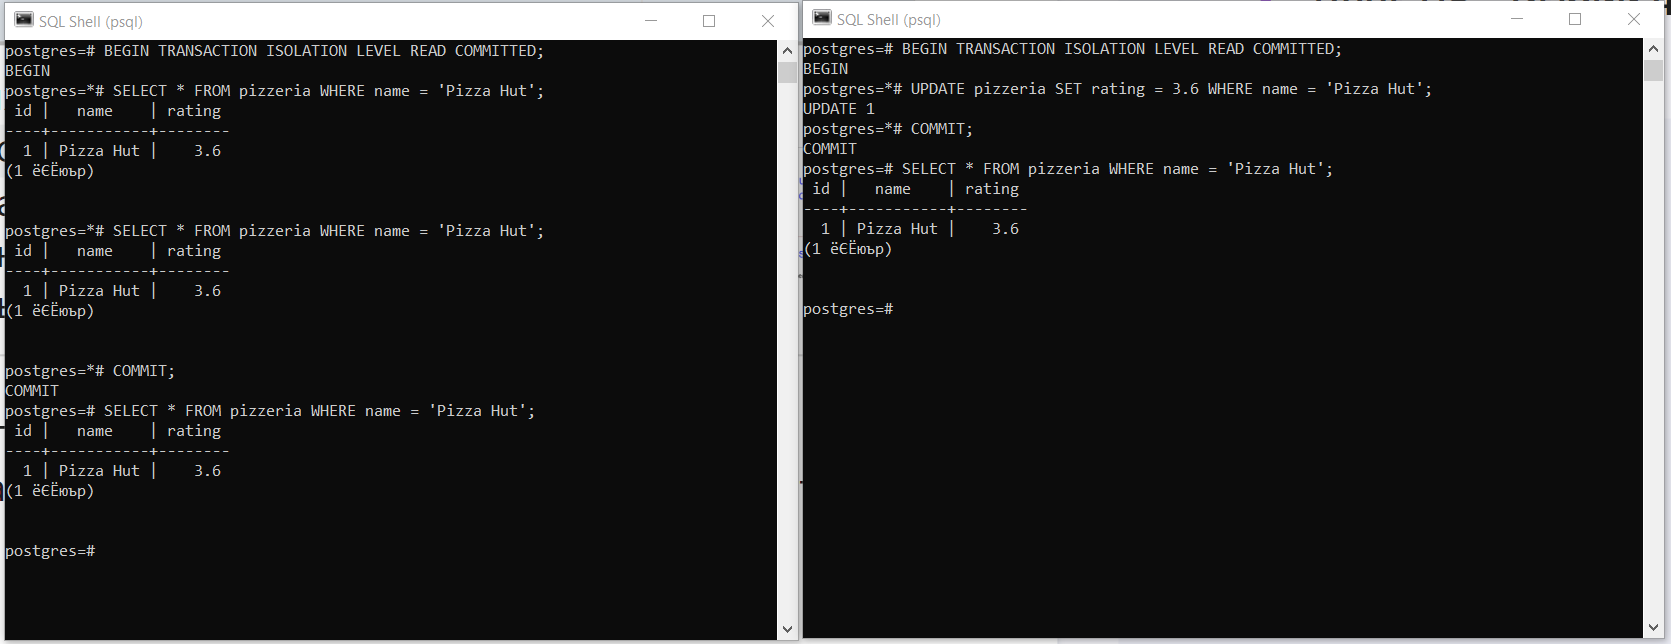 SQL Shell (psql)
postgres=# BEGIN TRANSACTION ISOLATION LEVEL READ COMMITTED;
BEGIN
postgres=*# SELECT * FROM pizzeria WHERE name = 'Pizza Hut';
 id |   name    | rating
----+-----------+--------
  1 | Pizza Hut |    3.6
(1 ёЄЁюър)
postgres=*# SELECT * FROM pizzeria WHERE name = 'Pizza Hut';
 id |   name    | rating
----+-----------+--------
  1 | Pizza Hut |    3.6
(1 ёЄЁюър)
postgres=*# COMMIT;
COMMIT
postgres=# SELECT * FROM pizzeria WHERE name = 'Pizza Hut';
 id |   name    | rating
----+-----------+--------
  1 | Pizza Hut |    3.6
(1 ёЄЁюър)
postgres=#
SQL Shell (psql)
postgres=# BEGIN TRANSACTION ISOLATION LEVEL READ COMMITTED;
BEGIN
postgres=*# UPDATE pizzeria SET rating = 3.6 WHERE name = 'Pizza Hut';
UPDATE 1
postgres=*# COMMIT;
COMMIT
postgres=# SELECT * FROM pizzeria WHERE name = 'Pizza Hut';
 id |   name    | rating
----+-----------+--------
  1 | Pizza Hut |    3.6
(1 ёЄЁюър)
postgres=#